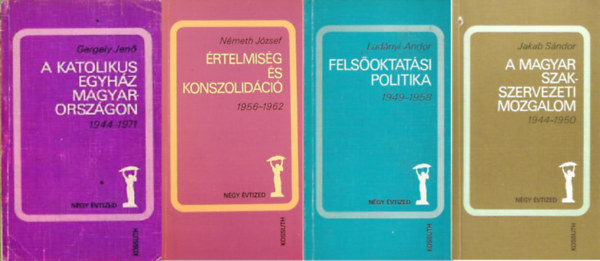 Gergely Jenő
A KATOLIKUS
EGYHÁZ
MAGYAR-
ORSZÁGON
1944-1971
NÉGY ÉVTIZED
Németh József
ÉRTELMISÉG
ÉS
KONSZOLIDÁCIÓ
1956-1962
NÉGY ÉVTIZED
KOSSUTH
Ladányi Andor
FELSŐOKTATÁSI
POLITIKA
1949-1958
NÉGY ÉVTIZED
KOSSUTH
Jakab Sándor
A MAGYAR
SZAK-
SZERVEZETI
MOZGALOM
1944-1950
NÉGY ÉVTIZED
KOSSUTH